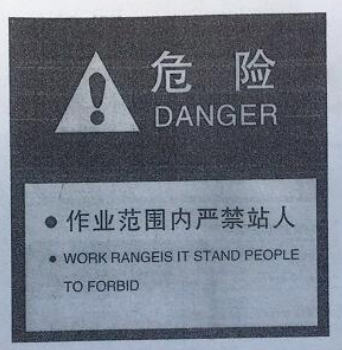 危 险
DANGER
● 作业范围内严禁站人
● WORK RANGEIS IT STAND PEOPLE
TO FORBID